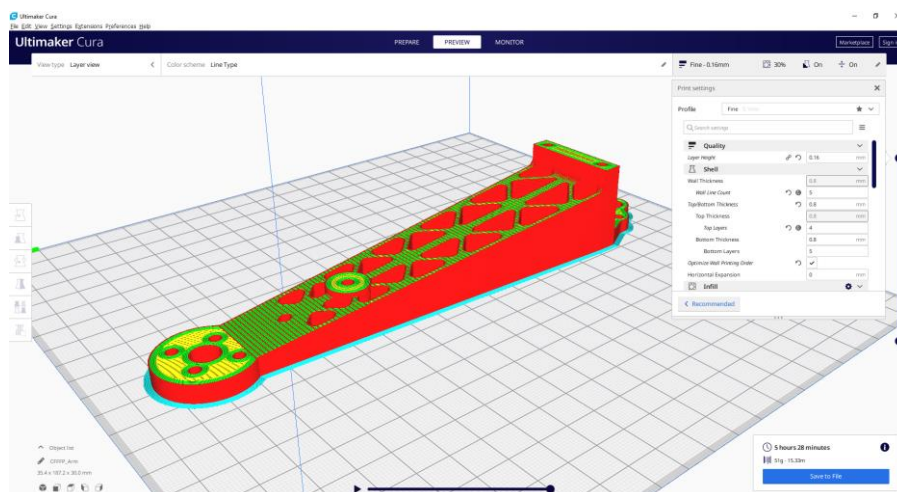 Ultimaker Cura
File Edit View Settings Extensions Preferences Help
Ultimaker Cura
PREPARE
PREVIEW
MONITOR
Marketplace
Sign i
View type Layer view
Color scheme Line Type
Fine - 0.16mm
30%
On
On
Print settings
Profile
Fine
Search settings
Quality
Layer Height
0.16
mm
Shell
Wall Thickness
mm
Wall Line Count
5
Top/Bottom Thickness
0.8
mm
Top Thickness
mm
Top Layers
4
Bottom Thickness
0.8
mm
Bottom Layers
5
Optimize Wall Printing Order
Horizontal Expansion
0
mm
Infill
Recommended
Object list
5 hours 28 minutes
51g · 15.33m
Save to File